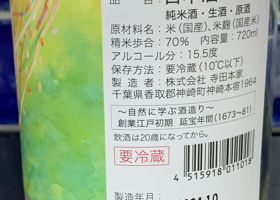 純米酒・生酒・原酒
原材料名：米（国産）、米麹（国産米）
精米歩合：70％　内容量：720ml
アルコール分：15.5度
保存方法：要冷蔵（10℃以下）
製造者：株式会社 寺田本家
千葉県香取郡神崎町神崎本宿1964
～自然に学ぶ酒造り～
創業江戸初期 延宝年間（1673～81）
飲酒は20歳になってから。
要冷蔵
4 515918 011018
製造年月：